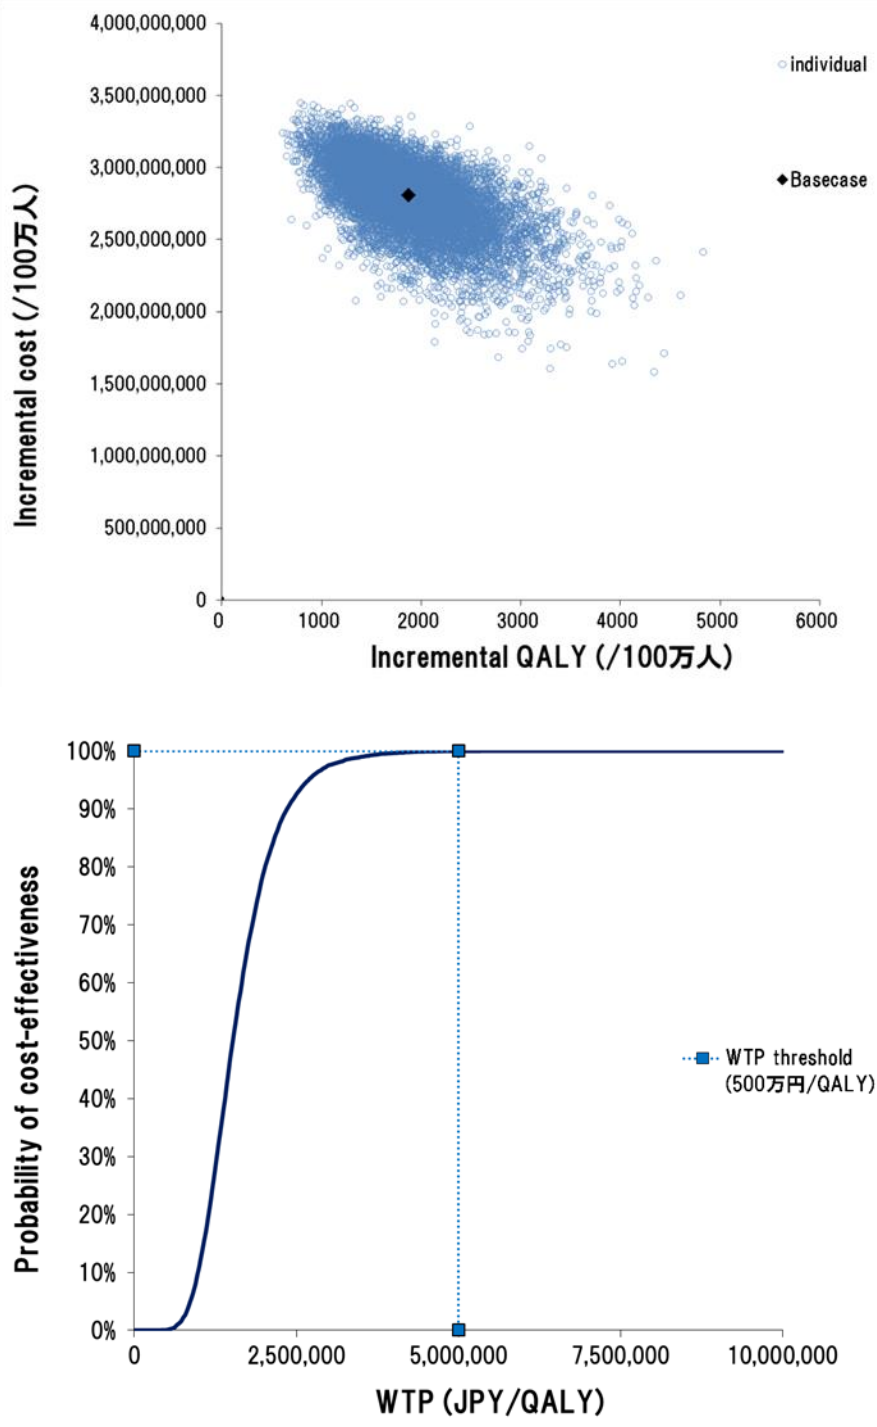 4,000,000,000
3,500,000,000
3,000,000,000
2,500,000,000
2,000,000,000
1,500,000,000
1,000,000,000
500,000,000
0
Incremental cost (/100万人)
0 1000 2000 3000 4000 5000 6000
Incremental QALY (/100万人)
individual
Basecase
100%
90%
80%
70%
60%
50%
40%
30%
20%
10%
0%
Probability of cost-effectiveness
0 2,500,000 5,000,000 7,500,000 10,000,000
WTP (JPY/QALY)
WTP threshold
(500万円/QALY)